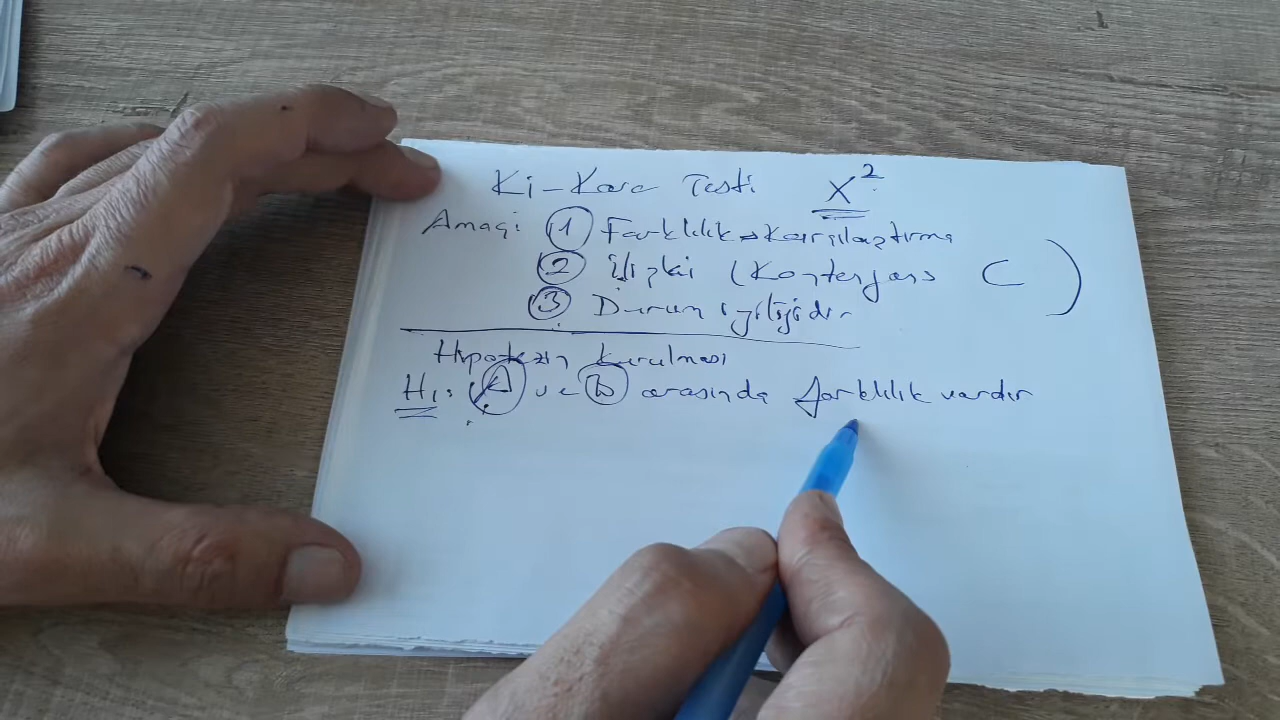 Ki-Kare Testi X²
Amaçı ① Farklılık → Karşılaştırma
② İlişki (Kontenjans C)
③ Durum iyiliğidir
Hipotezin kurulması
H₁: A ve b arasında farklılık vardır